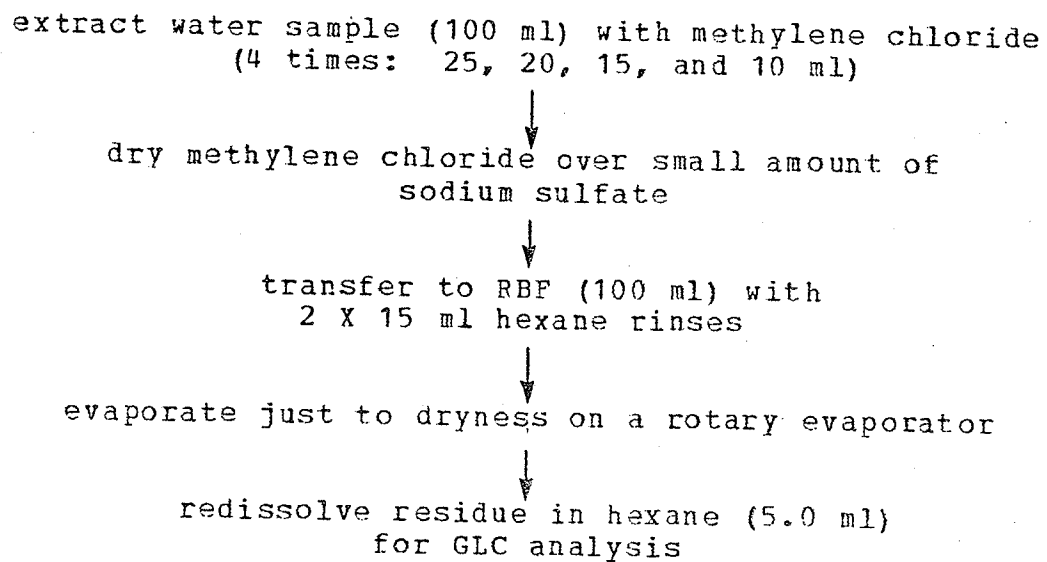 extract water sample (100 ml) with methylene chloride
(4 times: 25, 20, 15, and 10 ml)
dry methylene chloride over small amount of
sodium sulfate
transfer to RBF (100 ml) with
2 X 15 ml hexane rinses
evaporate just to dryness on a rotary evaporator
redissolve residue in hexane (5.0 ml)
for GLC analysis